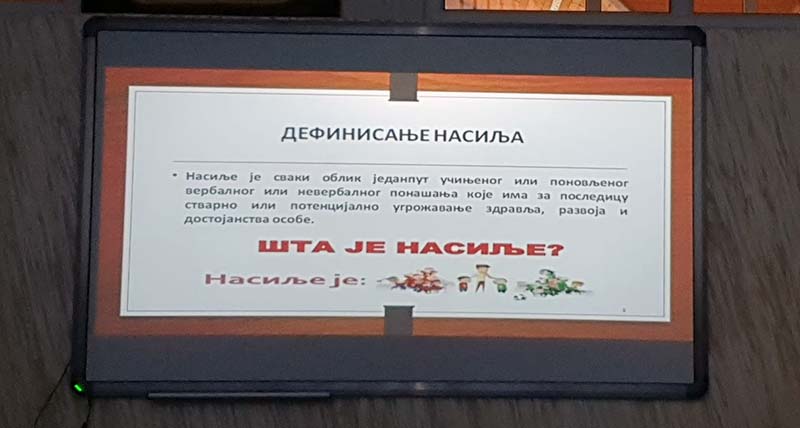 ДЕФИНИСАЊЕ НАСИЉА
• Насиље је сваки облик једанпут учињеног или поновљеног
вербалног или невербалног понашања које има за последицу
стварно или потенцијално угрожавање здравља, развоја и
достојанства особе.
ШТА ЈЕ НАСИЉЕ?
Насиље је: